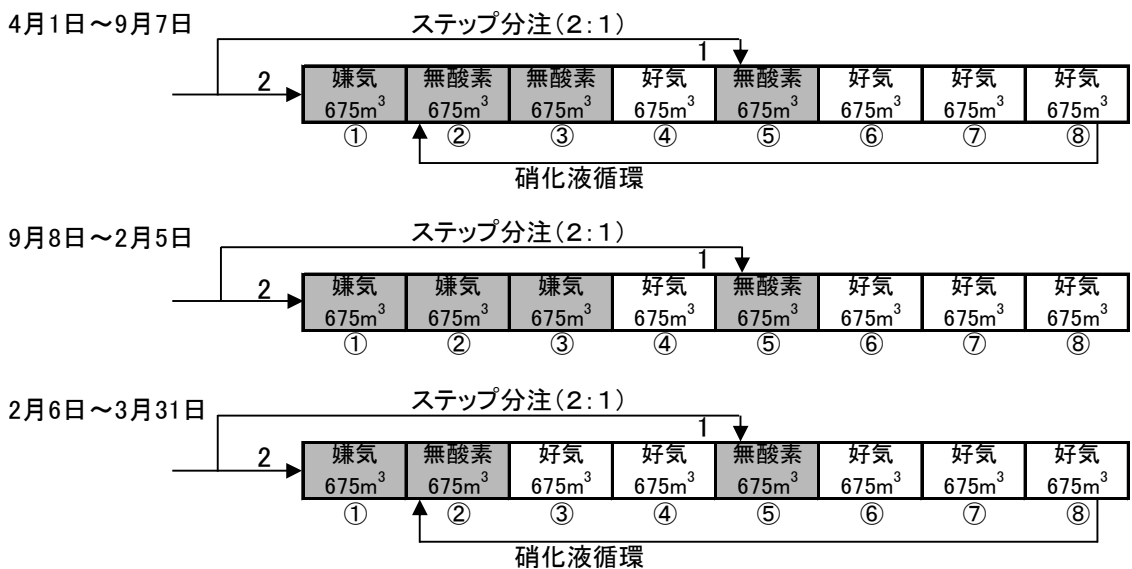 4月1日～9月7日
ステップ分注(2:1)
2
1
嫌気 無酸素 無酸素 好気 無酸素 好気 好気 好気
675m³ 675m³ 675m³ 675m³ 675m³ 675m³ 675m³ 675m³
① ② ③ ④ ⑤ ⑥ ⑦ ⑧
硝化液循環
9月8日～2月5日
ステップ分注(2:1)
2
1
嫌気 嫌気 嫌気 好気 無酸素 好気 好気 好気
675m³ 675m³ 675m³ 675m³ 675m³ 675m³ 675m³ 675m³
① ② ③ ④ ⑤ ⑥ ⑦ ⑧
2月6日～3月31日
ステップ分注(2:1)
2
1
嫌気 無酸素 好気 好気 無酸素 好気 好気 好気
675m³ 675m³ 675m³ 675m³ 675m³ 675m³ 675m³ 675m³
① ② ③ ④ ⑤ ⑥ ⑦ ⑧
硝化液循環